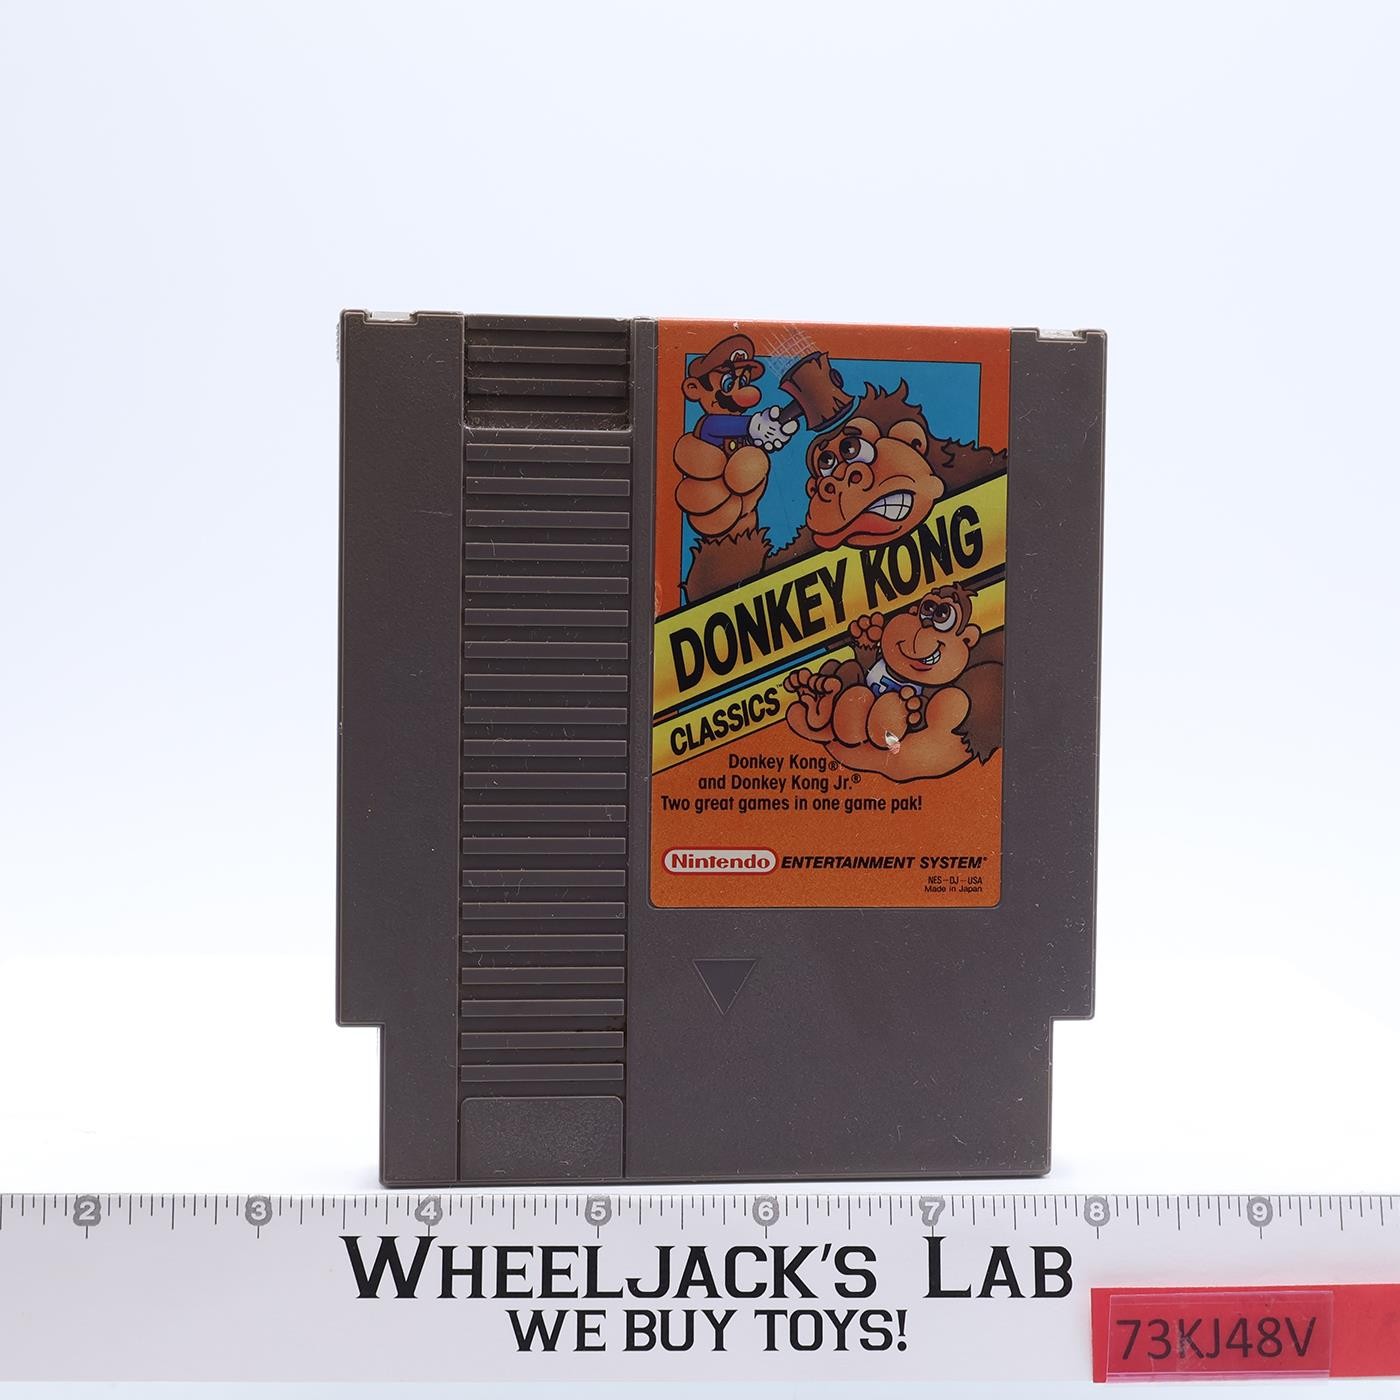 M
DONKEY KONG
CLASSICS™
Donkey Kong®
and Donkey Kong Jr.®
Two great games in one game pak!
Nintendo ENTERTAINMENT SYSTEM
NES-DJ-USA
Made in Japan
2 3 4 5 6 7 8 9
WHEELJACK'S LAB
WE BUY TOYS!
73KJ48V